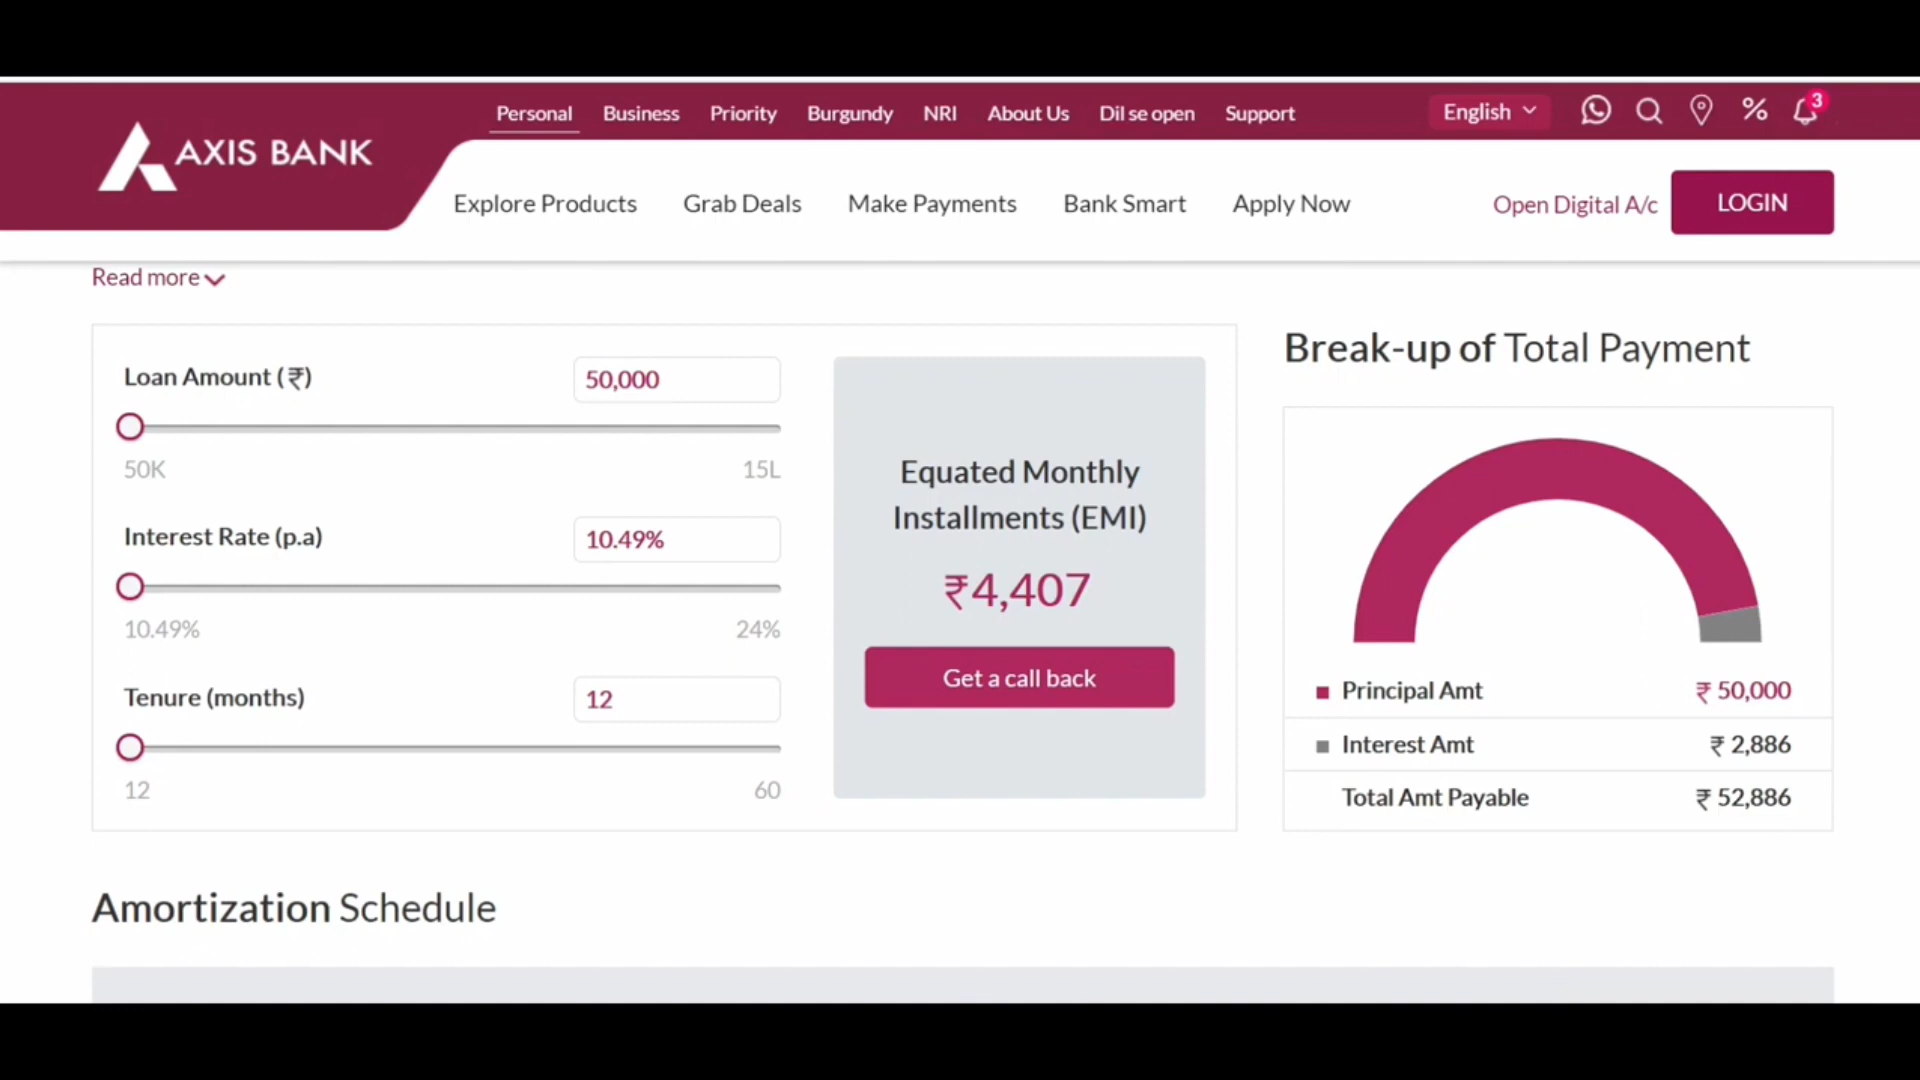 Personal Business Priority Burgundy NRI About Us Dil se open Support English 3
AXIS BANK
Explore Products Grab Deals Make Payments Bank Smart Apply Now Open Digital A/c LOGIN
Read more
Loan Amount (₹) 50,000
50K 15L
Interest Rate (p.a) 10.49%
10.49% 24%
Tenure (months) 12
12 60
Equated Monthly
Installments (EMI)
₹4,407
Get a call back
Break-up of Total Payment
Principal Amt ₹ 50,000
Interest Amt ₹ 2,886
Total Amt Payable ₹ 52,886
Amortization Schedule